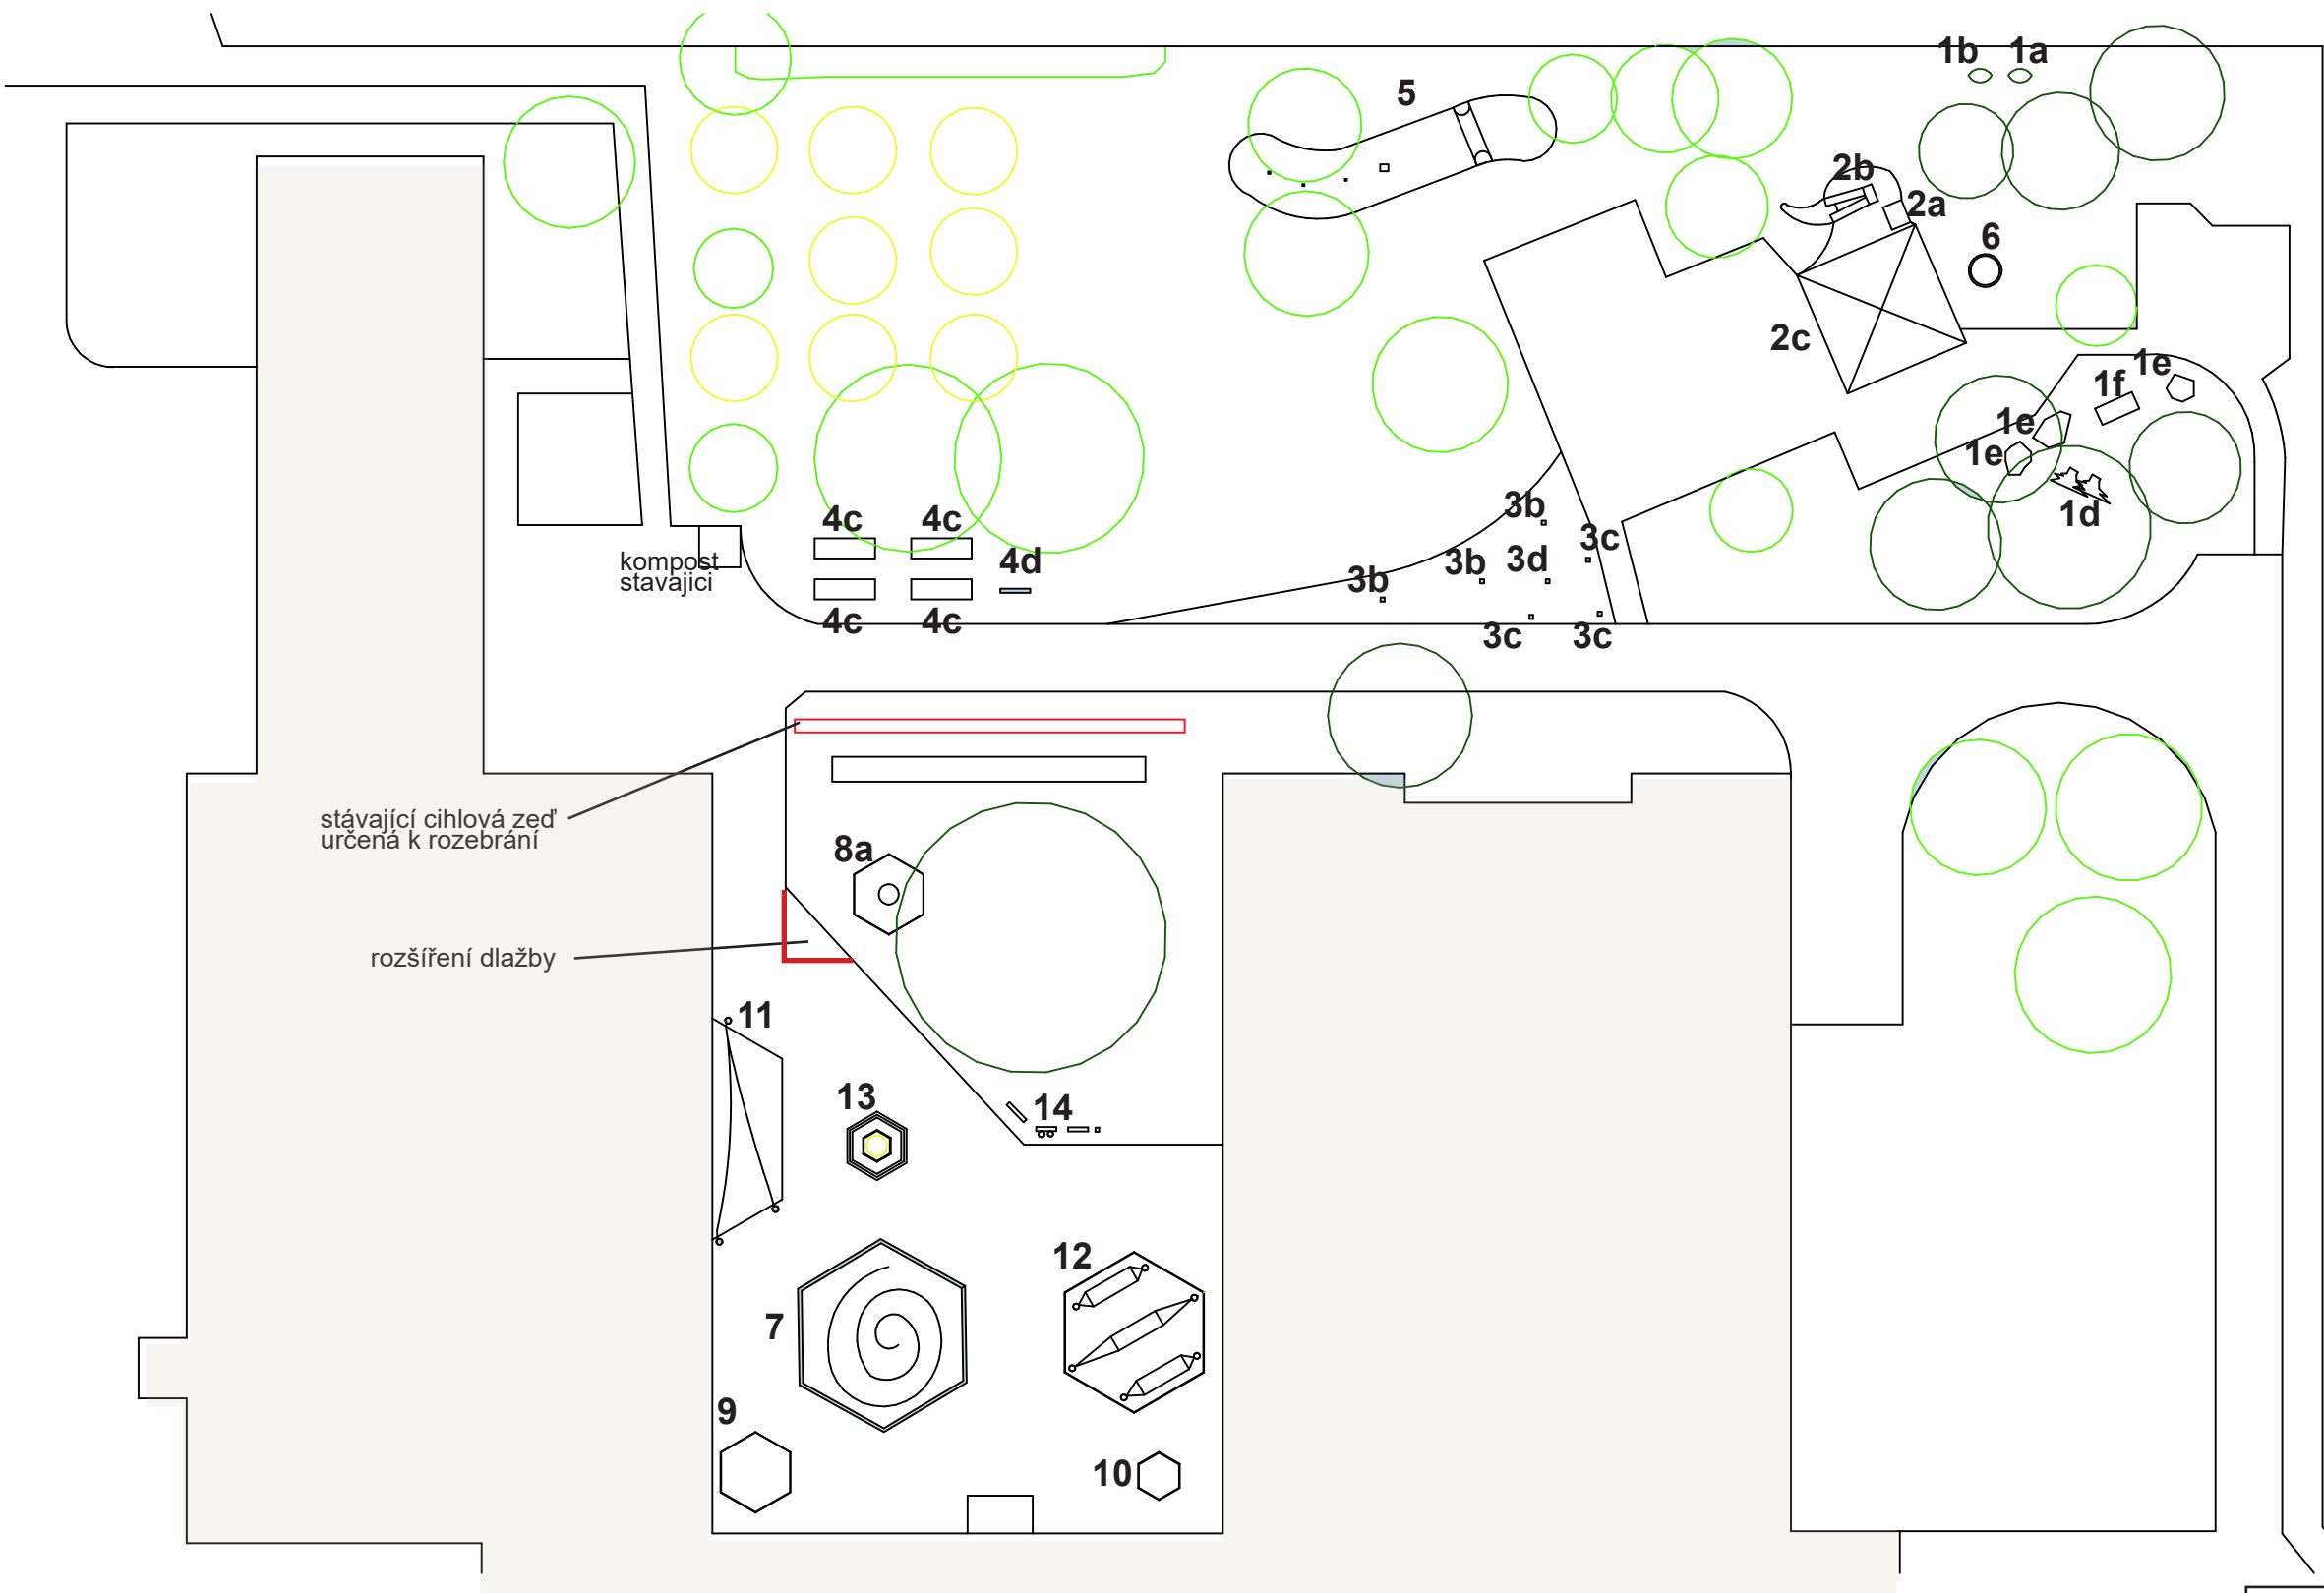 1b
1a
5
2b
2a
6
2c
1e
1f
1e
1e
1d
4c
4c
3b
3c
kompost
stavajici
4d
3b
3b
3d
4c
4c
3c
3c
stávající cihlová zeď
určená k rozebrání
8a
rozšíření dlažby
11
13
14
12
7
9
10